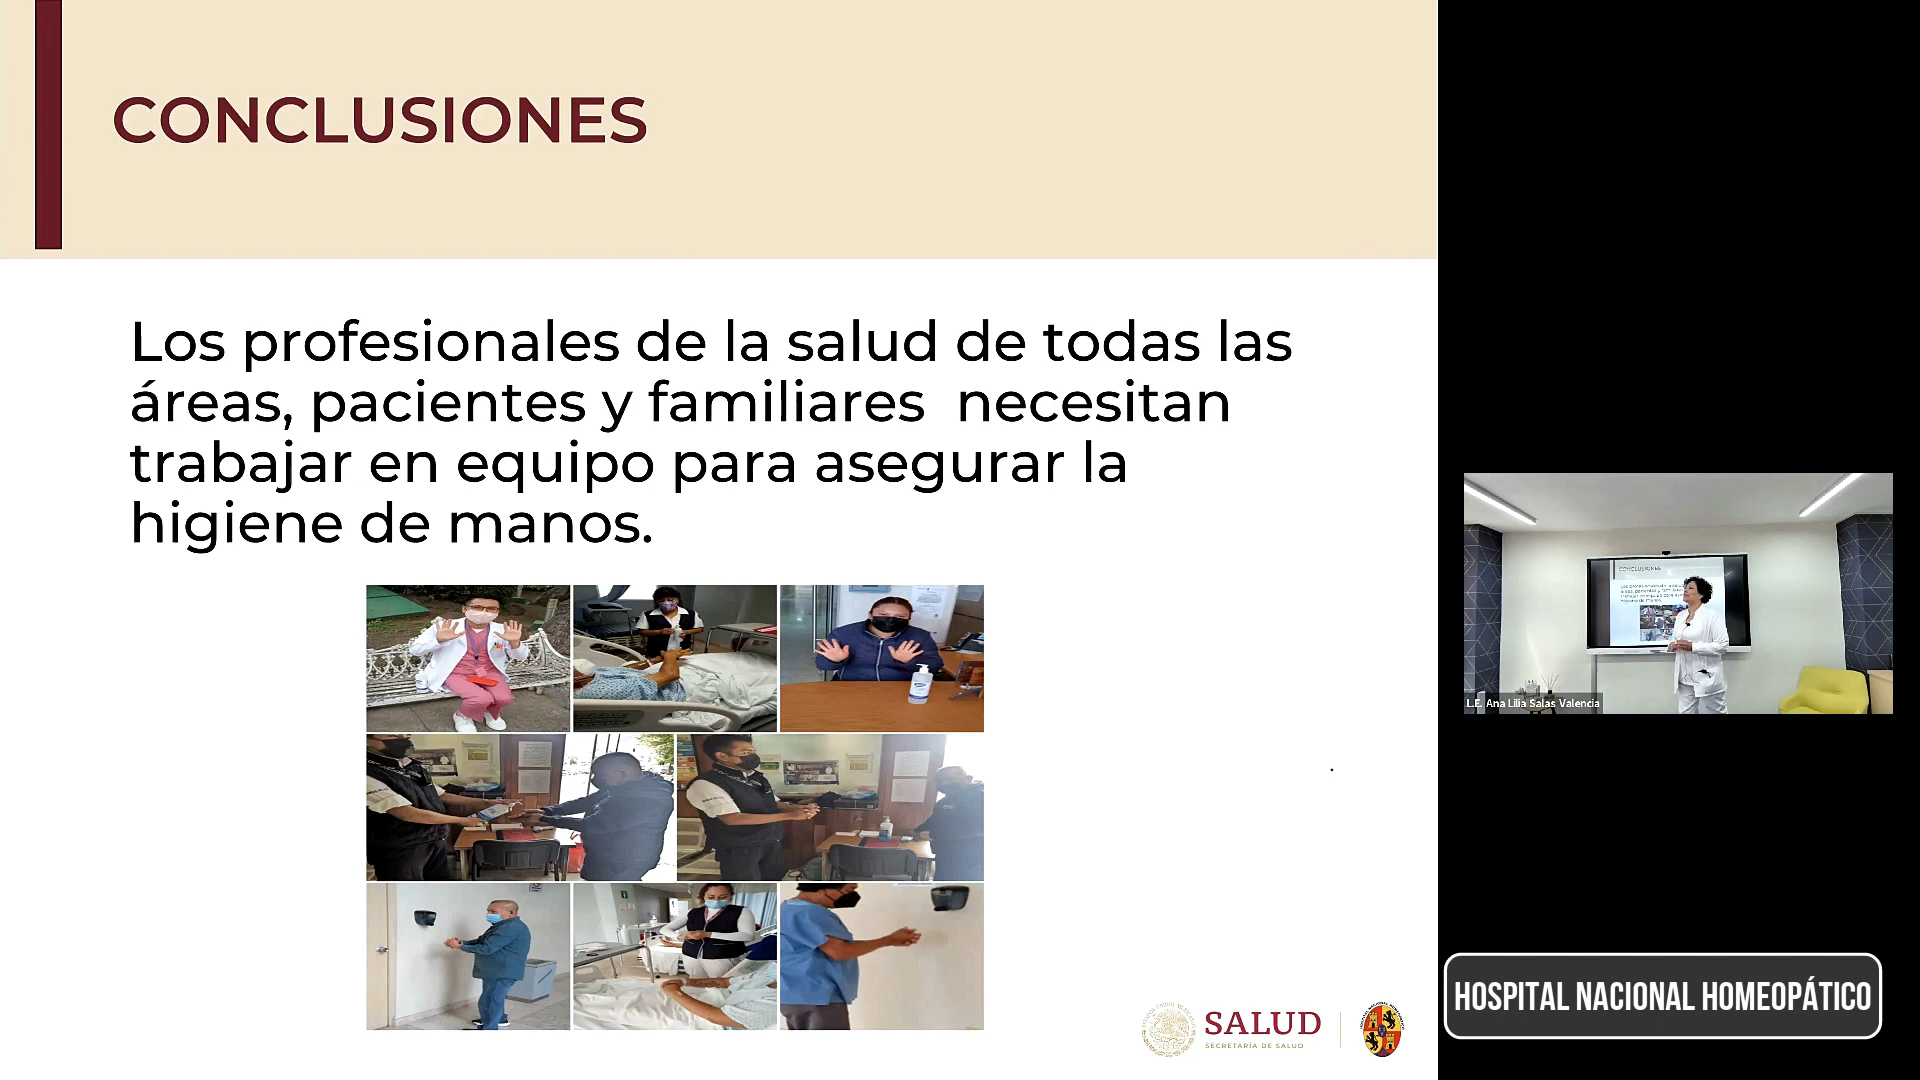 CONCLUSIONES
Los profesionales de la salud de todas las
áreas, pacientes y familiares necesitan
trabajar en equipo para asegurar la
higiene de manos.
SALUD
SECRETARÍA DE SALUD
CONCLUSIONES
L.E. Ana Lilia Salas Valencia
HOSPITAL NACIONAL HOMEOPÁTICO